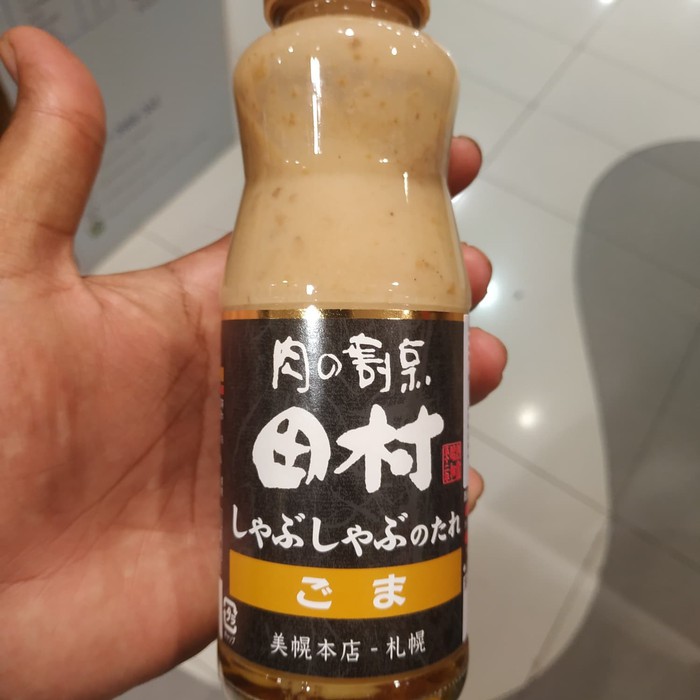 肉の割烹
田村
しゃぶしゃぶのたれ
ごま
美幌本店-札幌